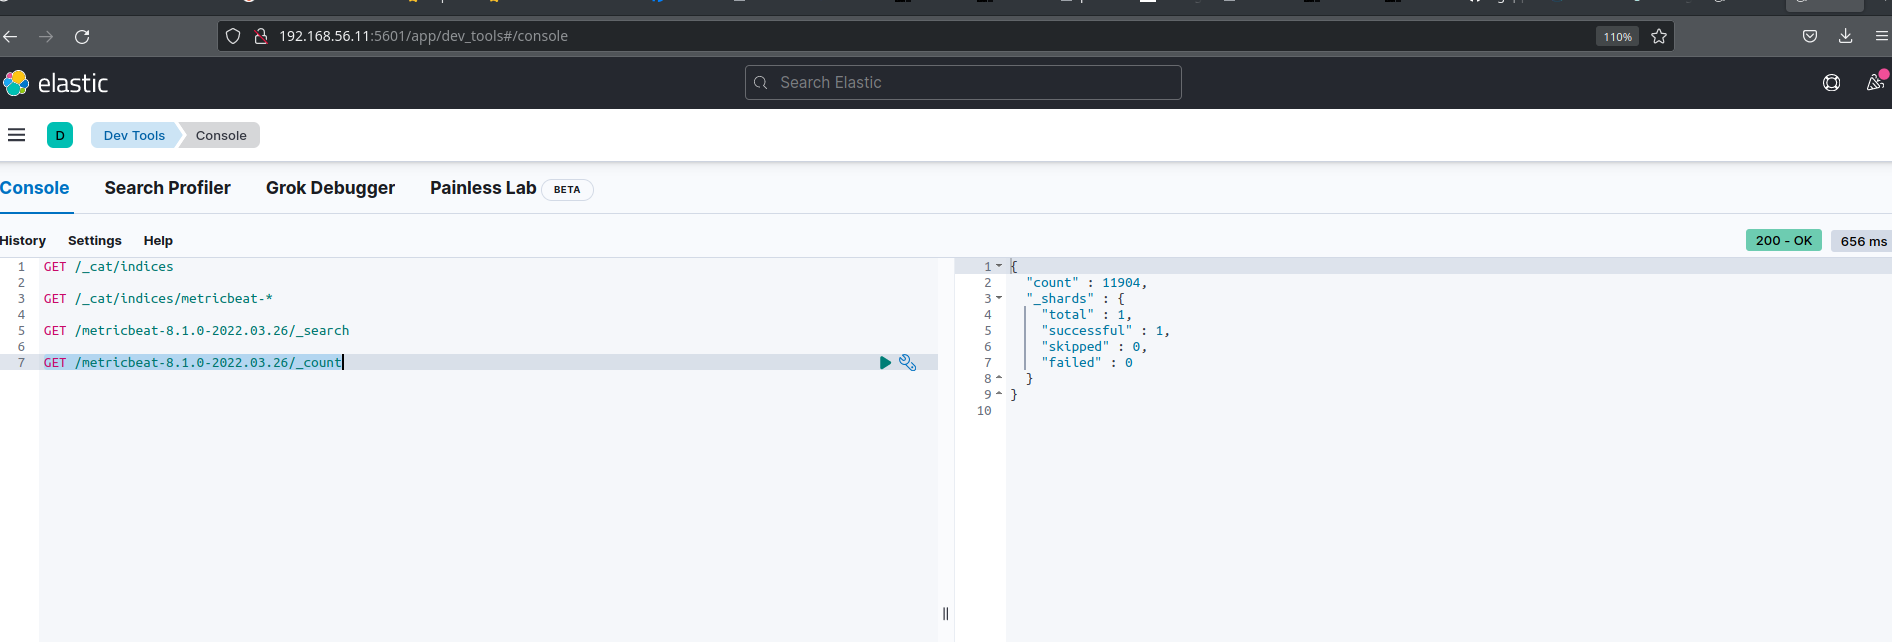 192.168.56.11:5601/app/dev_tools#/console
110%
elastic
Search Elastic
D
Dev Tools
Console
Console
Search Profiler
Grok Debugger
Painless Lab
BETA
History
Settings
Help
200 - OK
656 ms
1 GET /_cat/indices
2
3 GET /_cat/indices/metricbeat-*
4
5 GET /metricbeat-8.1.0-2022.03.26/_search
6
7 GET /metricbeat-8.1.0-2022.03.26/_count
1 {
2 "count" : 11904,
3 "_shards" : {
4 "total" : 1,
5 "successful" : 1,
6 "skipped" : 0,
7 "failed" : 0
8 }
9 }
10